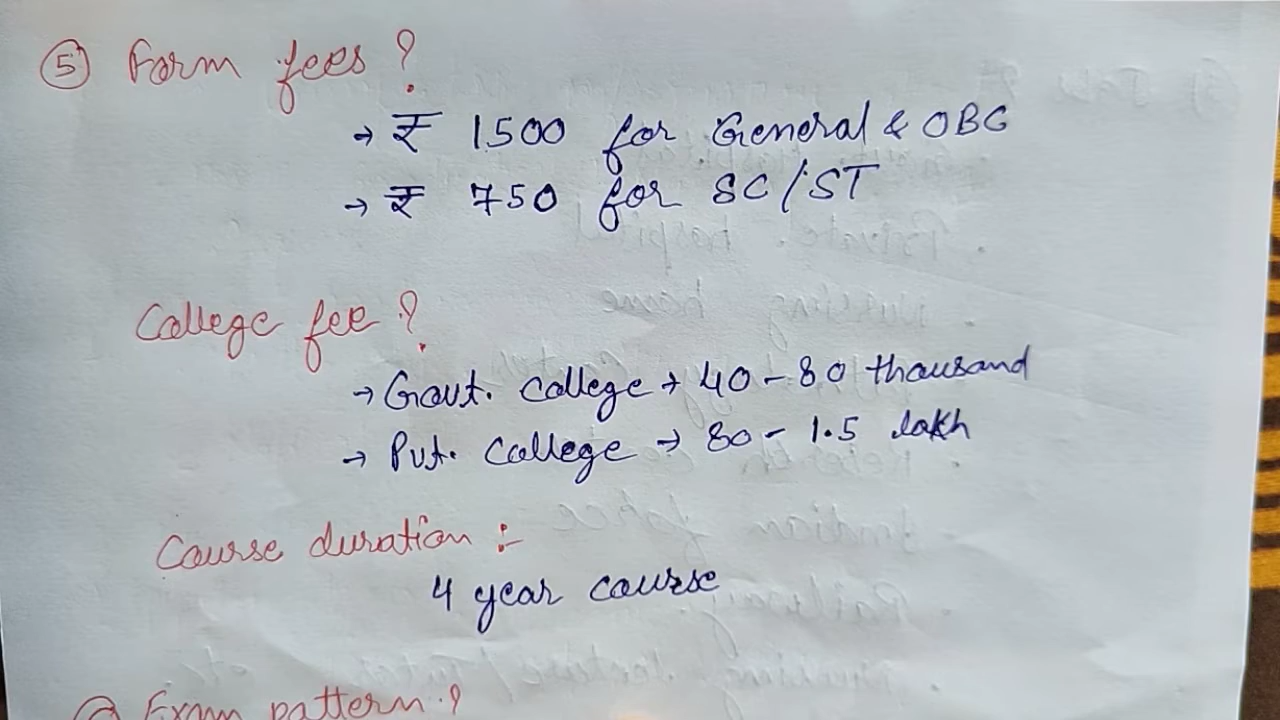 5 Form fees?
→ ₹ 1500 for General & OBC
→ ₹ 750 for SC/ST
College fee?
→ Govt. College → 40-80 thousand
→ Pvt. College → 80-1.5 lakh
Course duration :-
4 year course
Exam pattern?